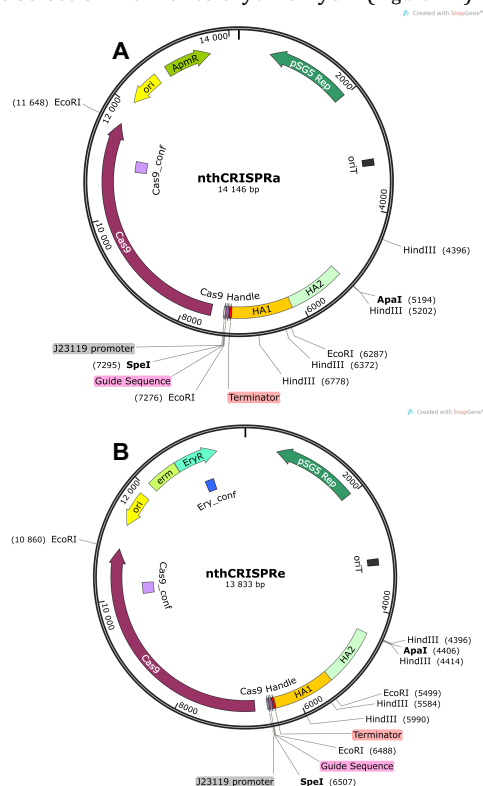 Created with SnapGene®
A
14 000
ApmR
ori
pSG5 Rep
2000
(11 648) EcoRI
12 000
oriT
Cas9_conf
nthCRISPRa
14 146 bp
4000
10 000
Cas9
HindIII (4396)
Cas9 Handle
HA1
HA2
6000
8000
ApaI (5194)
HindIII (5202)
J23119 promoter
(7295) SpeI
Guide Sequence
(7276) EcoRI
EcoRI (6287)
HindIII (6372)
HindIII (6778)
Terminator
Created with SnapGene®
B
erm
EryR
ori
12 000
Ery_conf
pSG5 Rep
2000
(10 860) EcoRI
oriT
Cas9_conf
nthCRISPRe
13 833 bp
4000
10 000
Cas9
HindIII (4396)
ApaI (4406)
HindIII (4414)
Cas9 Handle
HA1
HA2
6000
8000
EcoRI (5499)
HindIII (5584)
HindIII (5990)
Terminator
EcoRI (6488)
Guide Sequence
J23119 promoter
SpeI (6507)